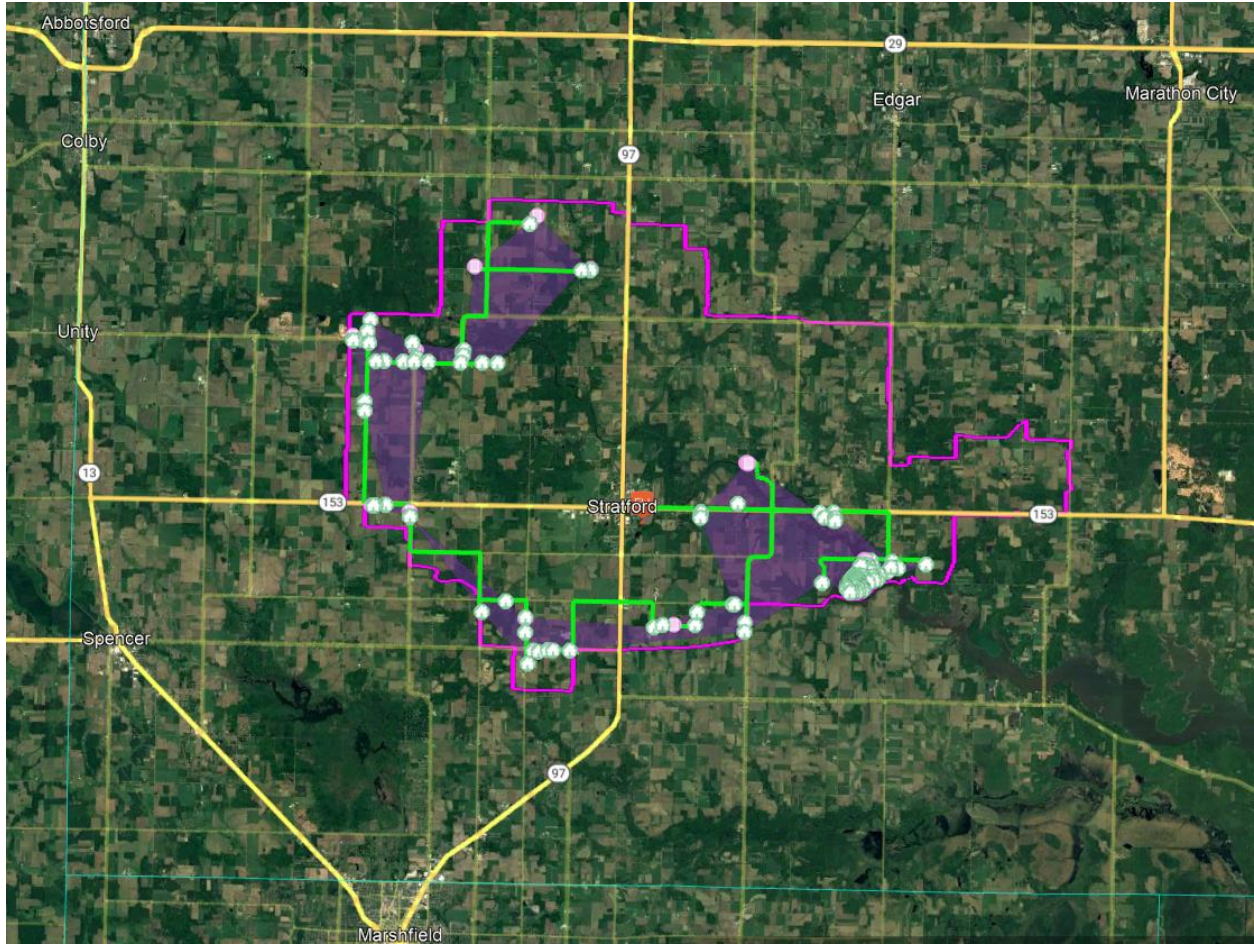 Abbotsford
29
Edgar
Marathon City
Colby
97
Unity
13
153
Stratford
153
Spencer
97
Marshfield